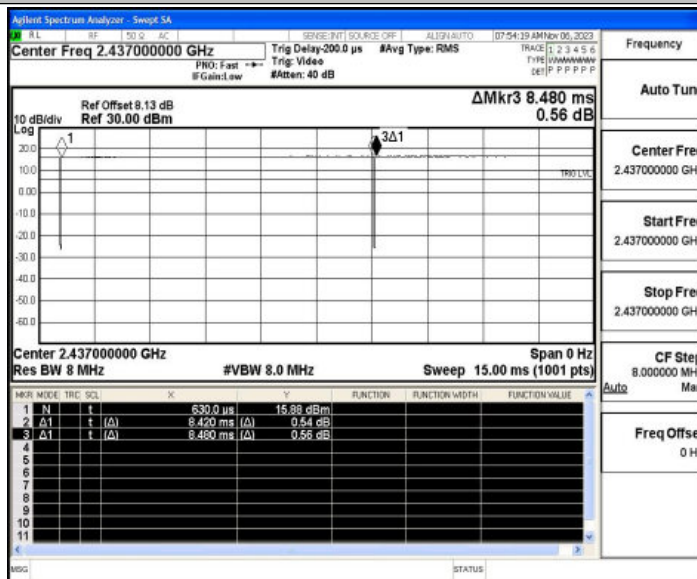 Agilent Spectrum Analyzer - Swept SA
RL RF 50 Ω AC SENSE:INT SOURCE OFF ALIGN AUTO 07:54:19 AM Nov 06, 2023
Center Freq 2.437000000 GHz
PNO: Fast
IFGain:Low
Trig Delay-200.0 µs
Trig: Video
#Atten: 40 dB
#Avg Type: RMS
TRACE 1 2 3 4 5 6
TYPE WWWWWW
DET P P P P P P
Ref Offset 8.13 dB
10 dB/div Ref 30.00 dBm
Log
ΔMkr3 8.480 ms
0.56 dB
1
3Δ1
20.0
10.0
TRIG LVL
0.00
-10.0
-20.0
-30.0
-40.0
-50.0
-60.0
Center 2.437000000 GHz Span 0 Hz
Res BW 8 MHz #VBW 8.0 MHz Sweep 15.00 ms (1001 pts)
MKR MODE TRC SCL X Y FUNCTION FUNCTION WIDTH FUNCTION VALUE
1 N t 630.0 µs 15.88 dBm
2 Δ1 t (Δ) 8.420 ms (Δ) 0.54 dB
3 Δ1 t (Δ) 8.480 ms (Δ) 0.56 dB
4
5
6
7
8
9
10
11
MSG STATUS
Frequency
Auto Tun
Center Fre
2.437000000 GH
Start Fre
2.437000000 GH
Stop Fre
2.437000000 GH
CF Step
8.000000 MH
Auto Ma
Freq Offse
0 H